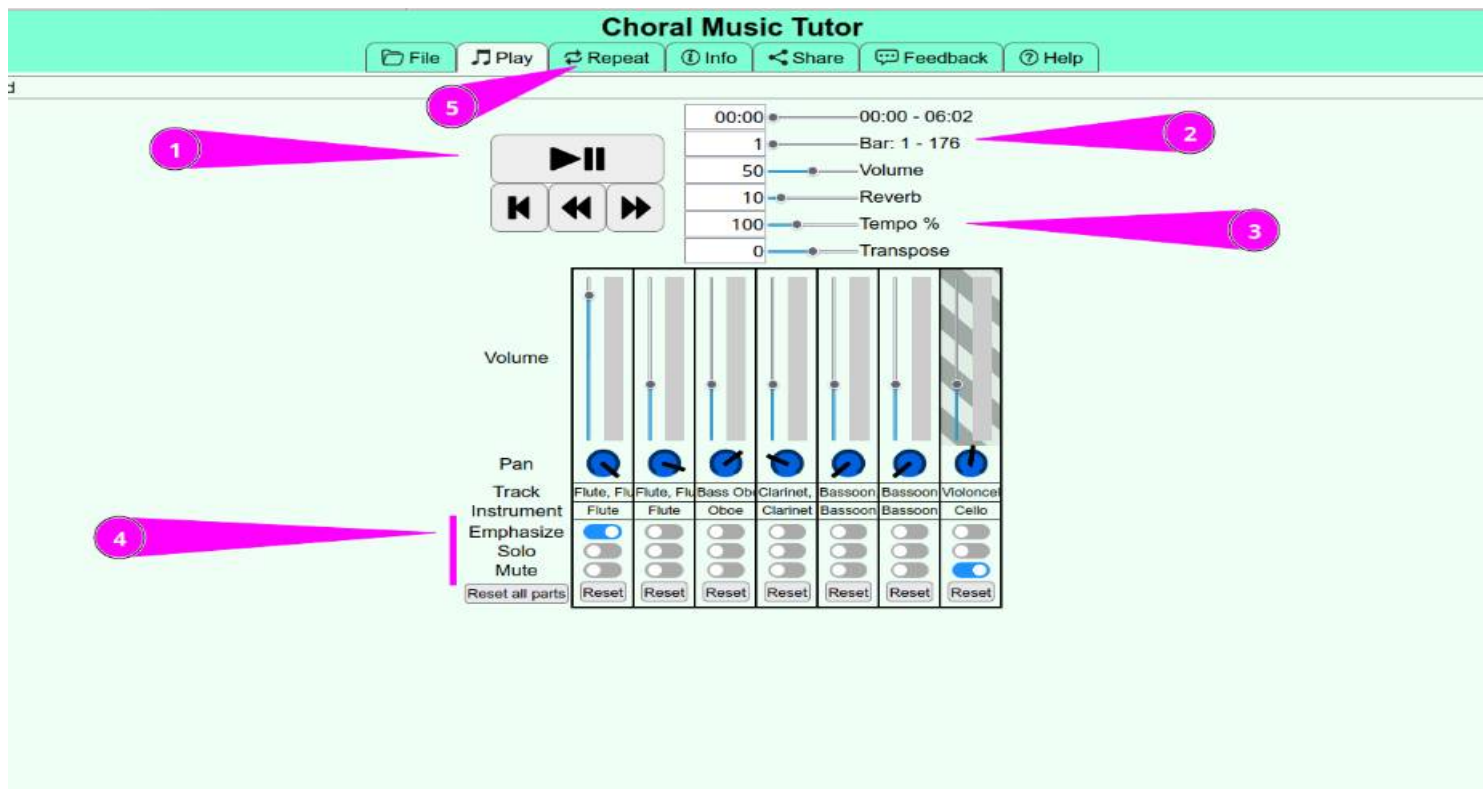 Choral Music Tutor
File Play Repeat Info Share Feedback Help
d
5
1
2
00:00 00:00 - 06:02
1 Bar: 1 - 176
50 Volume
10 Reverb
100 Tempo %
3
0 Transpose
Volume
Pan
Track Flute, Flu Flute, Flu Bass Obo Clarinet, Bassoon Bassoon Violoncel
Instrument Flute Flute Oboe Clarinet Bassoon Bassoon Cello
4
Emphasize
Solo
Mute
Reset all parts Reset Reset Reset Reset Reset Reset Reset